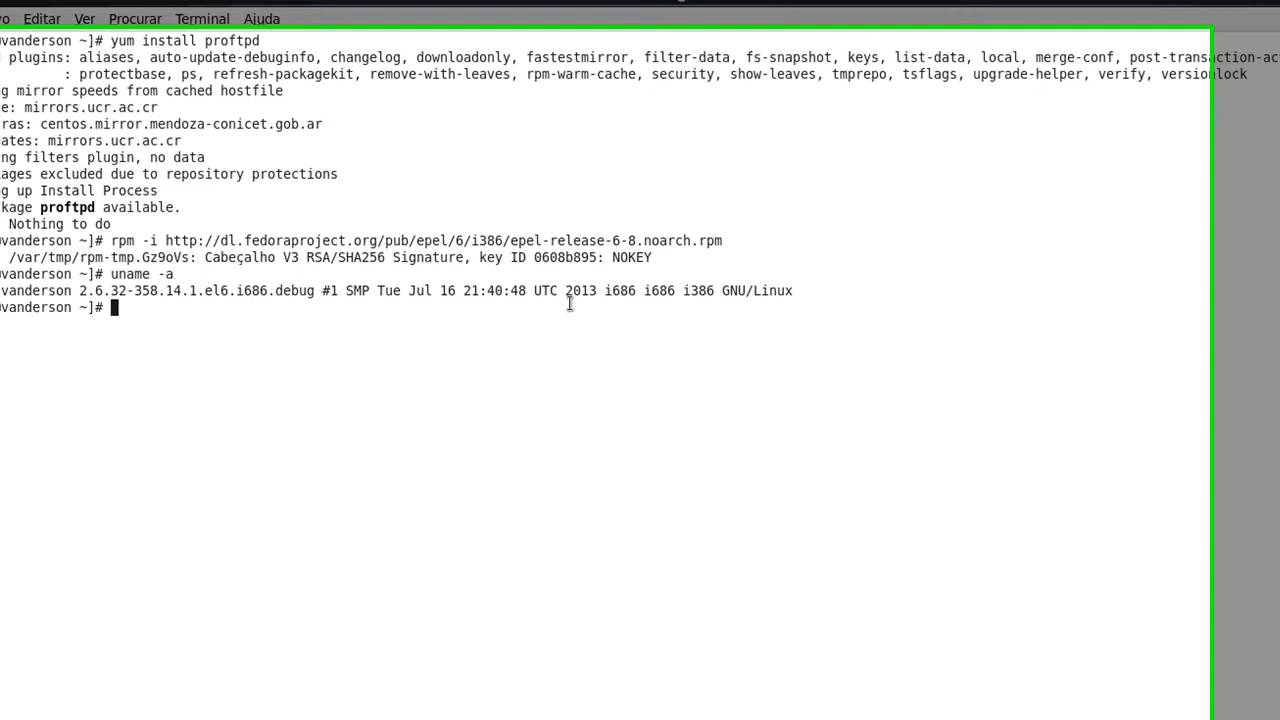 vo Editar Ver Procurar Terminal Ajuda
vanderson ~]# yum install proftpd
plugins: aliases, auto-update-debuginfo, changelog, downloadonly, fastestmirror, filter-data, fs-snapshot, keys, list-data, local, merge-conf, post-transaction-ac
: protectbase, ps, refresh-packagekit, remove-with-leaves, rpm-warm-cache, security, show-leaves, tmprepo, tsflags, upgrade-helper, verify, versionlock
g mirror speeds from cached hostfile
e: mirrors.ucr.ac.cr
ras: centos.mirror.mendoza-conicet.gob.ar
ates: mirrors.ucr.ac.cr
ng filters plugin, no data
ages excluded due to repository protections
g up Install Process
kage proftpd available.
Nothing to do
vanderson ~]# rpm -i http://dl.fedoraproject.org/pub/epel/6/i386/epel-release-6-8.noarch.rpm
/var/tmp/rpm-tmp.Gz9oVs: Cabeçalho V3 RSA/SHA256 Signature, key ID 0608b895: NOKEY
vanderson ~]# uname -a
vanderson 2.6.32-358.14.1.el6.i686.debug #1 SMP Tue Jul 16 21:40:48 UTC 2013 i686 i686 i386 GNU/Linux
vanderson ~]#